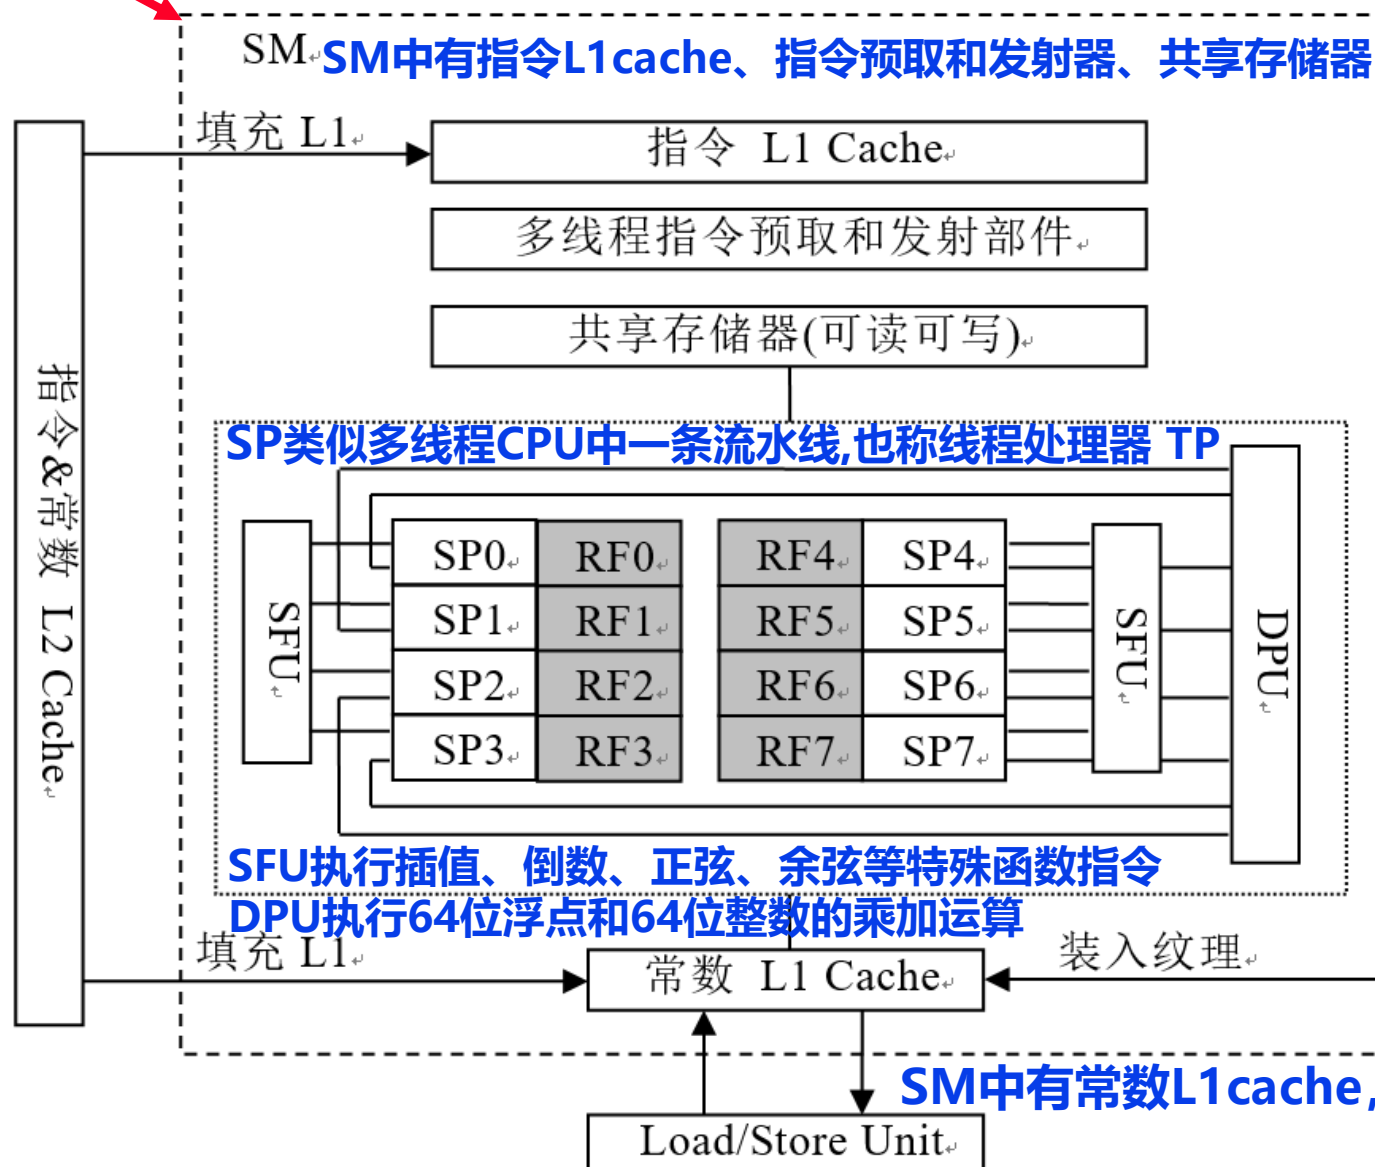 SM
SM中有指令L1cache、指令预取和发射器、共享存储器
填充 L1
指令 L1 Cache
多线程指令预取和发射部件
共享存储器(可读可写)
指令&常数 L2 Cache
SP类似多线程CPU中一条流水线,也称线程处理器 TP
SFU
SP0 RF0 RF4 SP4
SP1 RF1 RF5 SP5
SP2 RF2 RF6 SP6
SP3 RF3 RF7 SP7
SFU
DPU
SFU执行插值、倒数、正弦、余弦等特殊函数指令
DPU执行64位浮点和64位整数的乘加运算
填充 L1
常数 L1 Cache
装入纹理
SM中有常数L1cache,
Load/Store Unit